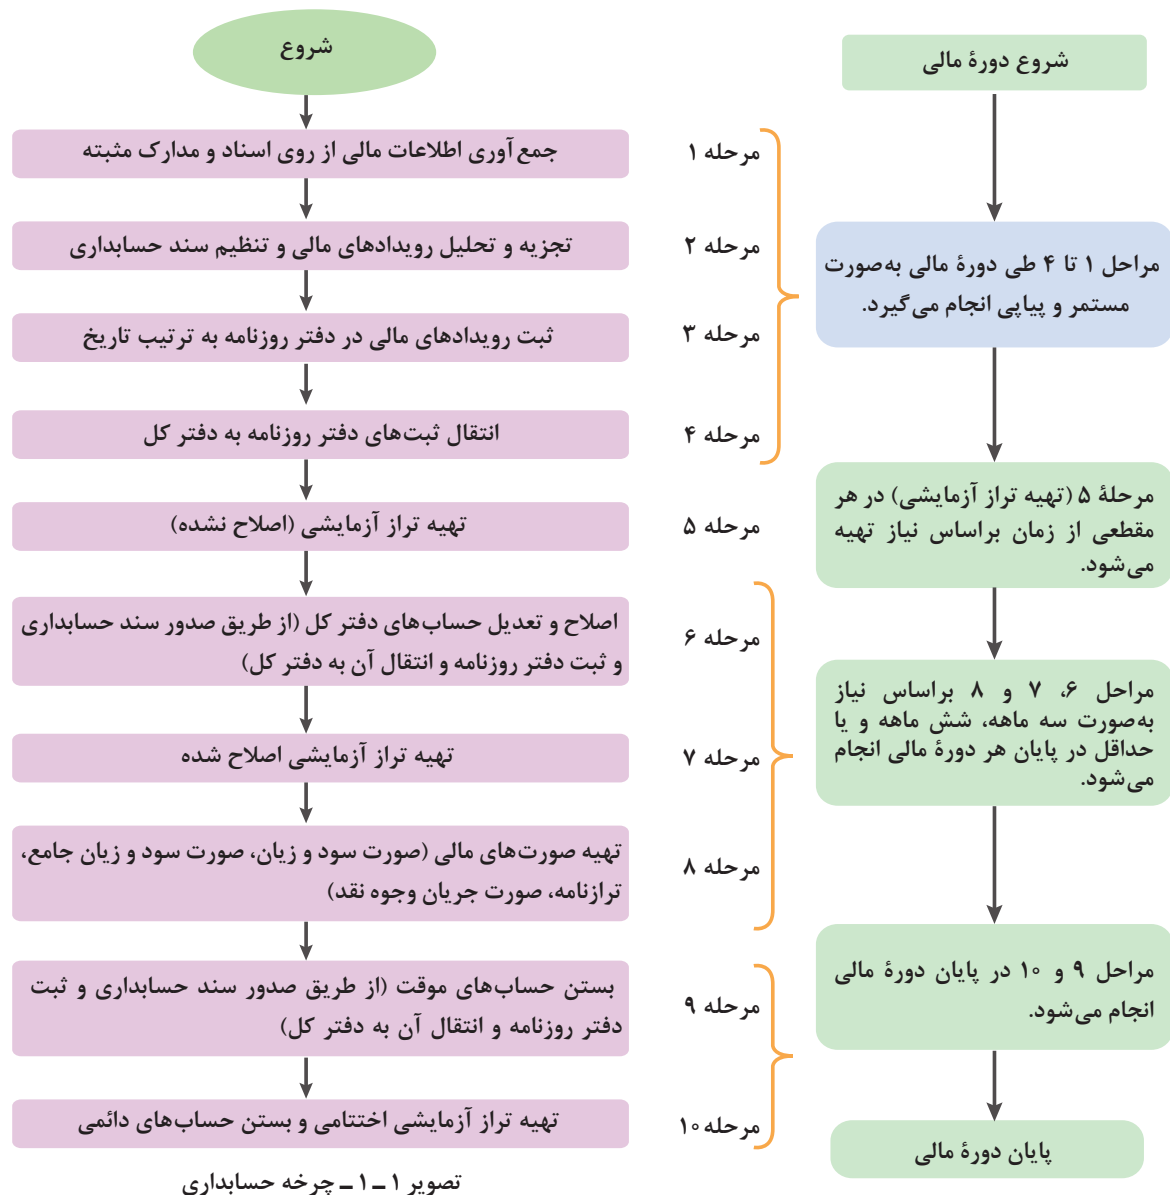 شروع
شروع دورهٔ مالی
جمع‌آوری اطلاعات مالی از روی اسناد و مدارک مثبته
مرحله ۱
تجزیه و تحلیل رویدادهای مالی و تنظیم سند حسابداری
مرحله ۲
مراحل ۱ تا ۴ طی دورهٔ مالی به‌صورت
مستمر و پیاپی انجام می‌گیرد.
ثبت رویدادهای مالی در دفتر روزنامه به ترتیب تاریخ
مرحله ۳
انتقال ثبت‌های دفتر روزنامه به دفتر کل
مرحله ۴
تهیه تراز آزمایشی (اصلاح نشده)
مرحله ۵
مرحلهٔ ۵ (تهیه تراز آزمایشی) در هر
مقطعی از زمان براساس نیاز تهیه
می‌شود.
اصلاح و تعدیل حساب‌های دفتر کل (از طریق صدور سند حسابداری
و ثبت دفتر روزنامه و انتقال آن به دفتر کل)
مرحله ۶
تهیه تراز آزمایشی اصلاح شده
مرحله ۷
مراحل ۶، ۷ و ۸ براساس نیاز
به‌صورت سه ماهه، شش ماهه و یا
حداقل در پایان هر دورهٔ مالی انجام
می‌شود.
تهیه صورت‌های مالی (صورت سود و زیان، صورت سود و زیان جامع،
ترازنامه، صورت جریان وجوه نقد)
مرحله ۸
بستن حساب‌های موقت (از طریق صدور سند حسابداری و ثبت
دفتر روزنامه و انتقال آن به دفتر کل)
مرحله ۹
مراحل ۹ و ۱۰ در پایان دورهٔ مالی
انجام می‌شود.
تهیه تراز آزمایشی اختتامی و بستن حساب‌های دائمی
مرحله ۱۰
پایان دورهٔ مالی
تصویر ۱ ــ ۱ ــ چرخه حسابداری